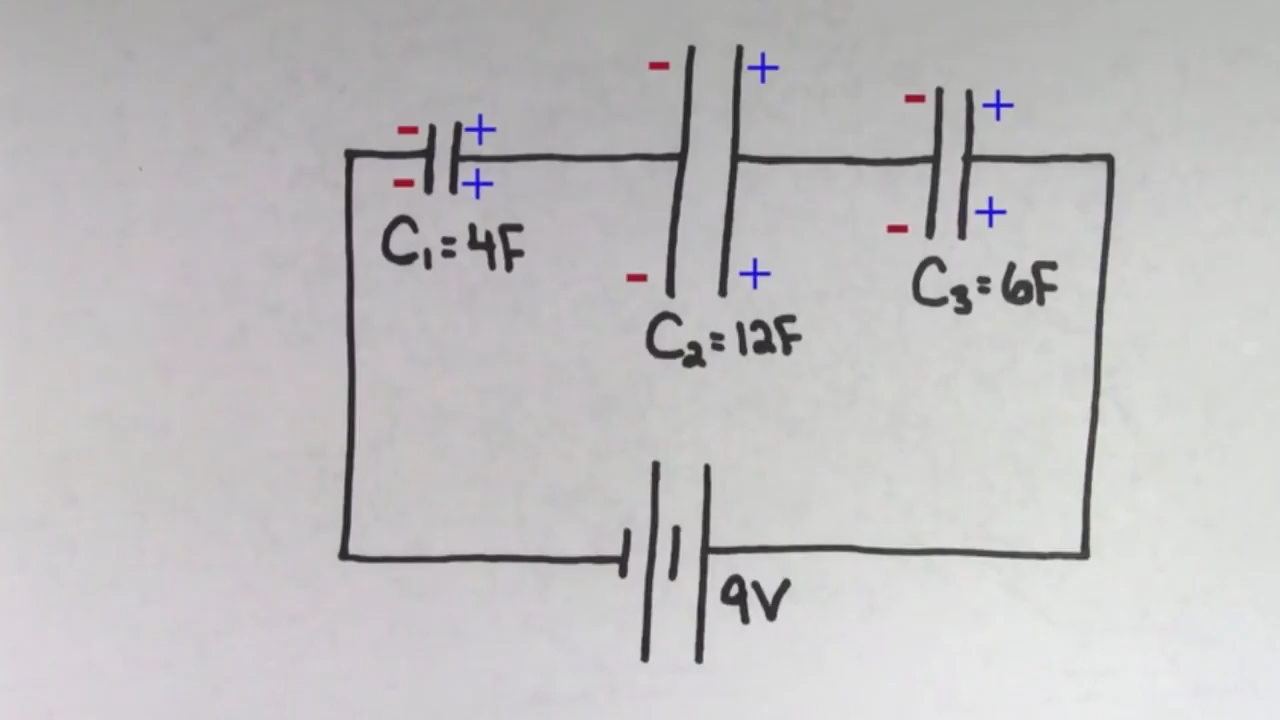 - +
- +
- +
- +
C₁=4F
- +
- +
C₃=6F
C₂=12F
9V